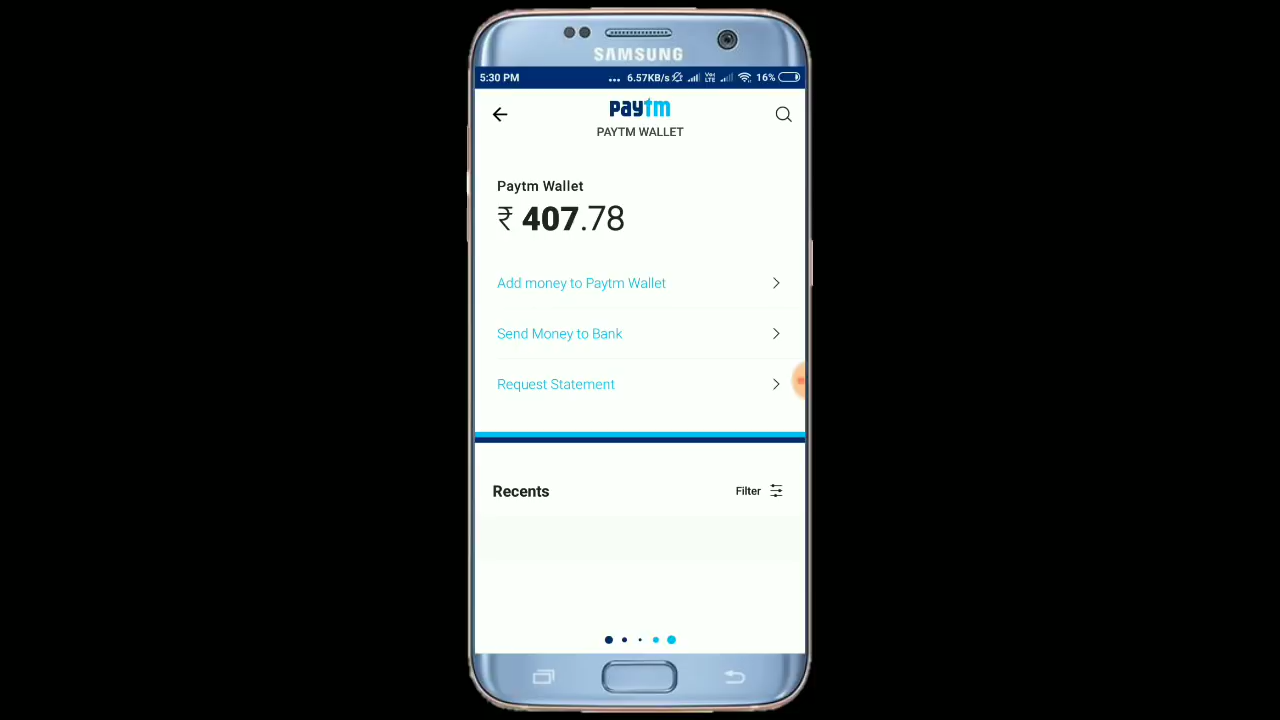 SAMSUNG
5:30 PM ... 6.57KB/s VoLTE 16%
paytm
PAYTM WALLET
Paytm Wallet
₹ 407.78
Add money to Paytm Wallet
Send Money to Bank
Request Statement
Recents Filter